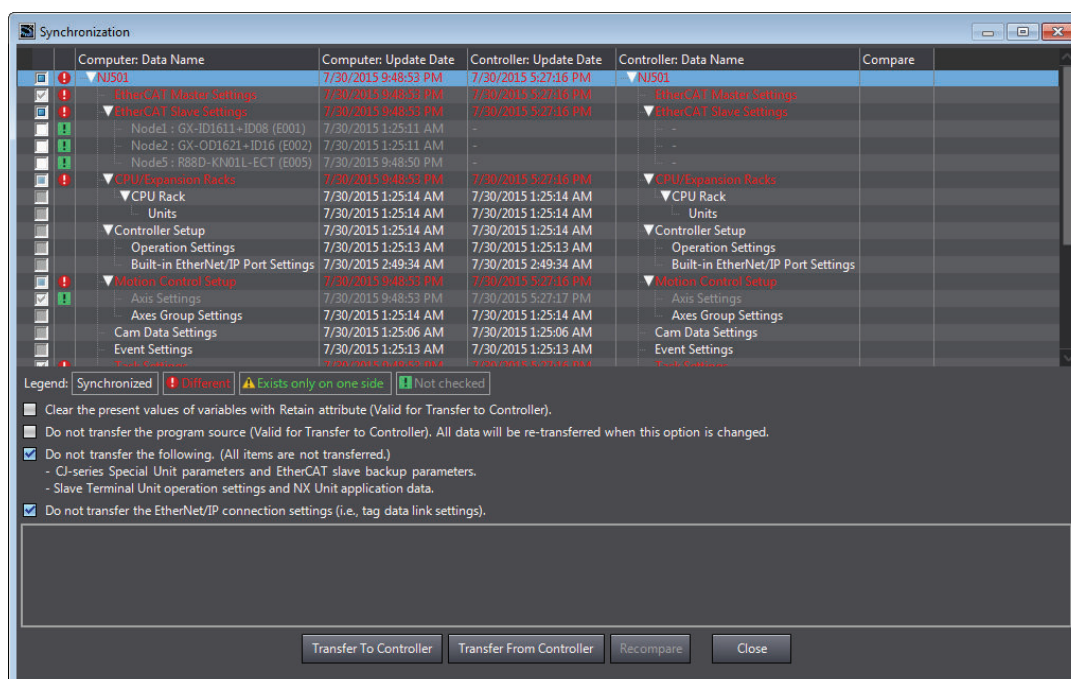 Synchronization
Computer: Data Name Computer: Update Date Controller: Update Date Controller: Data Name Compare
NJ501 7/30/2015 9:48:53 PM 7/30/2015 5:27:16 PM NJ501
EtherCAT Master Settings 7/30/2015 9:48:53 PM 7/30/2015 5:27:16 PM EtherCAT Master Settings
EtherCAT Slave Settings 7/30/2015 9:48:53 PM 7/30/2015 5:27:16 PM EtherCAT Slave Settings
Node1 : GX-ID1611+ID08 (E001) 7/30/2015 1:25:11 AM - -
Node2 : GX-OD1621+ID16 (E002) 7/30/2015 1:25:11 AM - -
Node5 : R88D-KN01L-ECT (E005) 7/30/2015 9:48:50 PM - -
CPU/Expansion Racks 7/30/2015 9:48:53 PM 7/30/2015 5:27:16 PM CPU/Expansion Racks
CPU Rack 7/30/2015 1:25:14 AM 7/30/2015 1:25:14 AM CPU Rack
Units 7/30/2015 1:25:14 AM 7/30/2015 1:25:14 AM Units
Controller Setup 7/30/2015 1:25:14 AM 7/30/2015 1:25:14 AM Controller Setup
Operation Settings 7/30/2015 1:25:13 AM 7/30/2015 1:25:13 AM Operation Settings
Built-in EtherNet/IP Port Settings 7/30/2015 2:49:34 AM 7/30/2015 2:49:34 AM Built-in EtherNet/IP Port Settings
Motion Control Setup 7/30/2015 9:48:53 PM 7/30/2015 5:27:16 PM Motion Control Setup
Axis Settings 7/30/2015 9:48:53 PM 7/30/2015 5:27:17 PM Axis Settings
Axes Group Settings 7/30/2015 1:25:14 AM 7/30/2015 1:25:14 AM Axes Group Settings
Cam Data Settings 7/30/2015 1:25:06 AM 7/30/2015 1:25:06 AM Cam Data Settings
Event Settings 7/30/2015 1:25:13 AM 7/30/2015 1:25:13 AM Event Settings
Legend: Synchronized Different Exists only on one side Not checked
Clear the present values of variables with Retain attribute (Valid for Transfer to Controller).
Do not transfer the program source (Valid for Transfer to Controller). All data will be re-transferred when this option is changed.
Do not transfer the following. (All items are not transferred.)
- CJ-series Special Unit parameters and EtherCAT slave backup parameters.
- Slave Terminal Unit operation settings and NX Unit application data.
Do not transfer the EtherNet/IP connection settings (i.e., tag data link settings).
Transfer To Controller Transfer From Controller Recompare Close